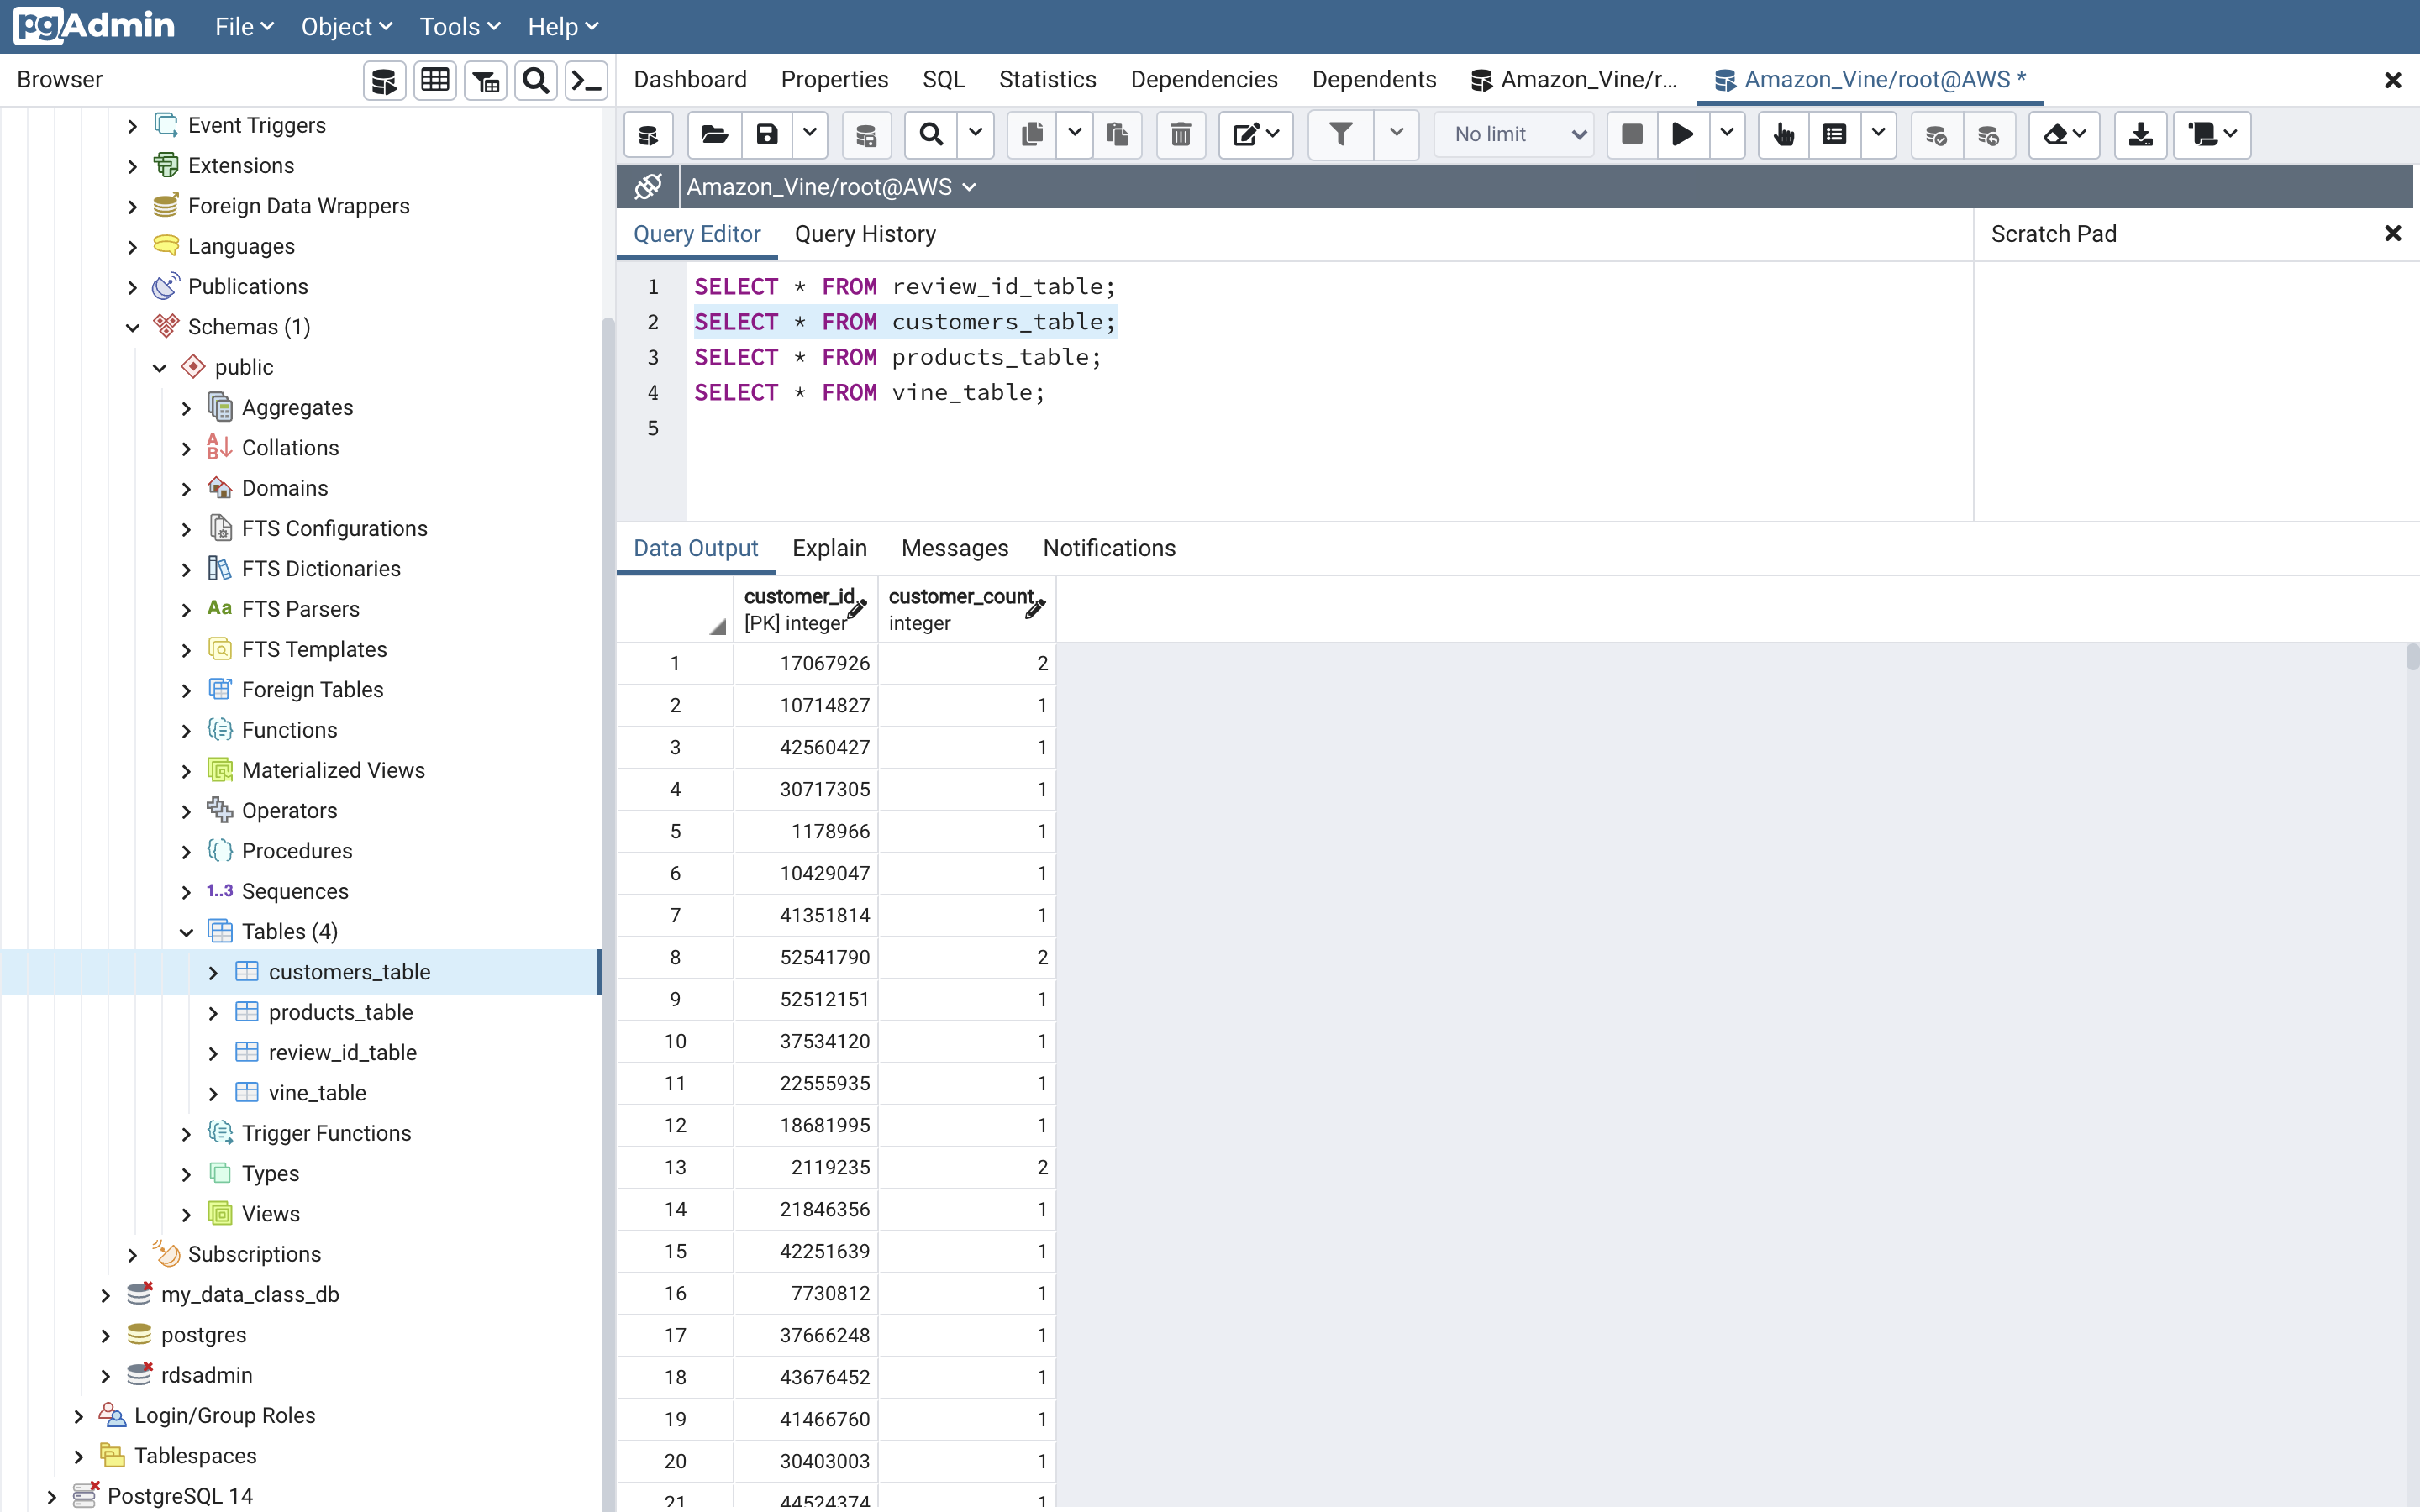 pgAdmin File Object Tools Help
Browser
Dashboard Properties SQL Statistics Dependencies Dependents Amazon_Vine/r... Amazon_Vine/root@AWS *
No limit
Amazon_Vine/root@AWS
Query Editor Query History
Scratch Pad
1 SELECT * FROM review_id_table;
2 SELECT * FROM customers_table;
3 SELECT * FROM products_table;
4 SELECT * FROM vine_table;
5
Data Output Explain Messages Notifications
customer_id
[PK] integer
customer_count
integer
1 17067926 2
2 10714827 1
3 42560427 1
4 30717305 1
5 1178966 1
6 10429047 1
7 41351814 1
8 52541790 2
9 52512151 1
10 37534120 1
11 22555935 1
12 18681995 1
13 2119235 2
14 21846356 1
15 42251639 1
16 7730812 1
17 37666248 1
18 43676452 1
19 41466760 1
20 30403003 1
21 44524374 1
Event Triggers
Extensions
Foreign Data Wrappers
Languages
Publications
Schemas (1)
public
Aggregates
Collations
Domains
FTS Configurations
FTS Dictionaries
Aa FTS Parsers
FTS Templates
Foreign Tables
Functions
Materialized Views
Operators
Procedures
1..3 Sequences
Tables (4)
customers_table
products_table
review_id_table
vine_table
Trigger Functions
Types
Views
Subscriptions
my_data_class_db
postgres
rdsadmin
Login/Group Roles
Tablespaces
PostgreSQL 14